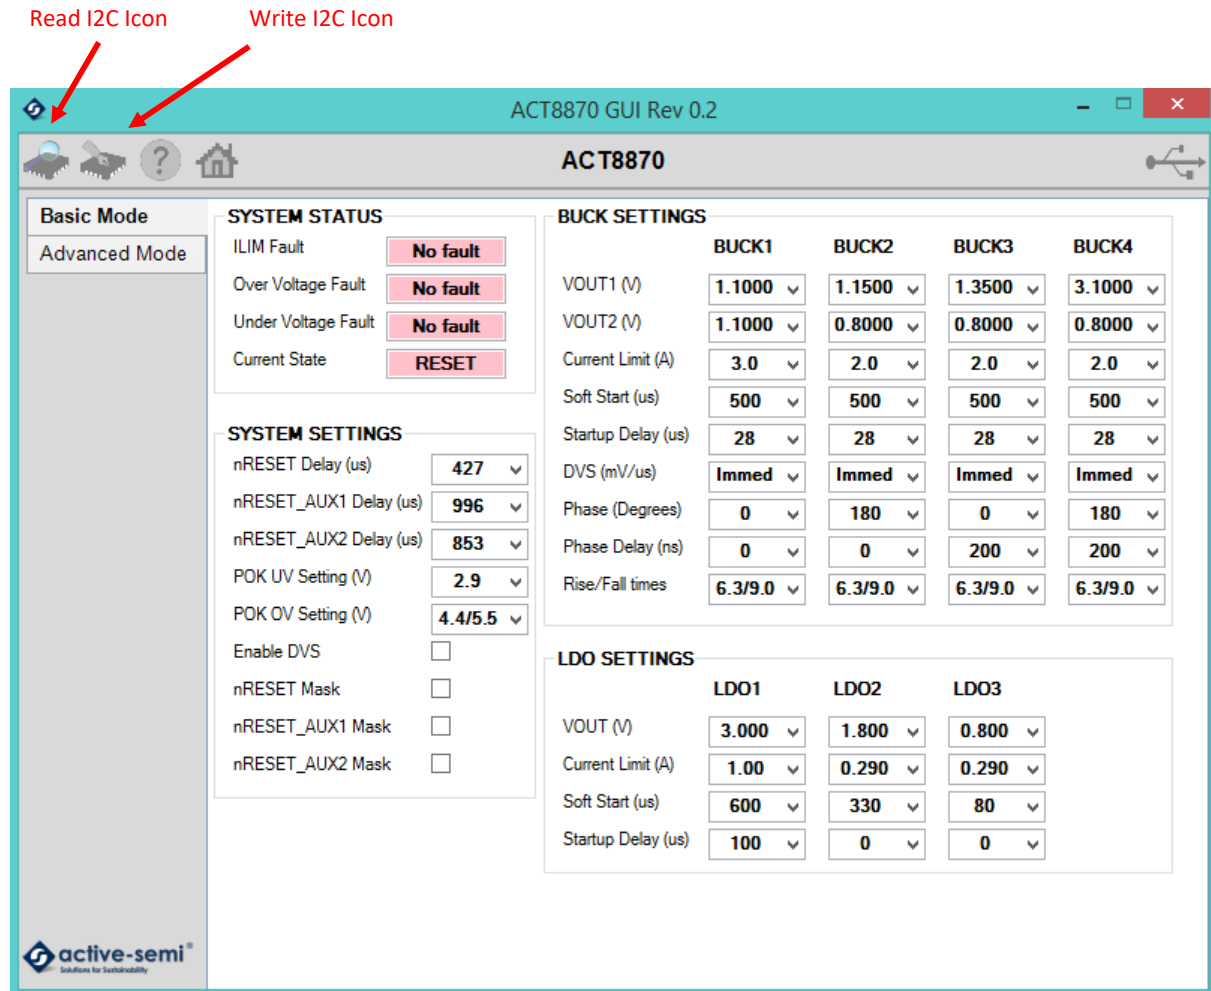 Read I2C Icon Write I2C Icon
ACT8870 GUI Rev 0.2
ACT8870
Basic Mode
Advanced Mode
SYSTEM STATUS
ILIM Fault No fault
Over Voltage Fault No fault
Under Voltage Fault No fault
Current State RESET
SYSTEM SETTINGS
nRESET Delay (us) 427
nRESET_AUX1 Delay (us) 996
nRESET_AUX2 Delay (us) 853
POK UV Setting (V) 2.9
POK OV Setting (V) 4.4/5.5
Enable DVS
nRESET Mask
nRESET_AUX1 Mask
nRESET_AUX2 Mask
BUCK SETTINGS
BUCK1 BUCK2 BUCK3 BUCK4
VOUT1 (V) 1.1000 1.1500 1.3500 3.1000
VOUT2 (V) 1.1000 0.8000 0.8000 0.8000
Current Limit (A) 3.0 2.0 2.0 2.0
Soft Start (us) 500 500 500 500
Startup Delay (us) 28 28 28 28
DVS (mV/us) Immed Immed Immed Immed
Phase (Degrees) 0 180 0 180
Phase Delay (ns) 0 0 200 200
Rise/Fall times 6.3/9.0 6.3/9.0 6.3/9.0 6.3/9.0
LDO SETTINGS
LDO1 LDO2 LDO3
VOUT (V) 3.000 1.800 0.800
Current Limit (A) 1.00 0.290 0.290
Soft Start (us) 600 330 80
Startup Delay (us) 100 0 0
active-semi®
Solutions for Sustainability